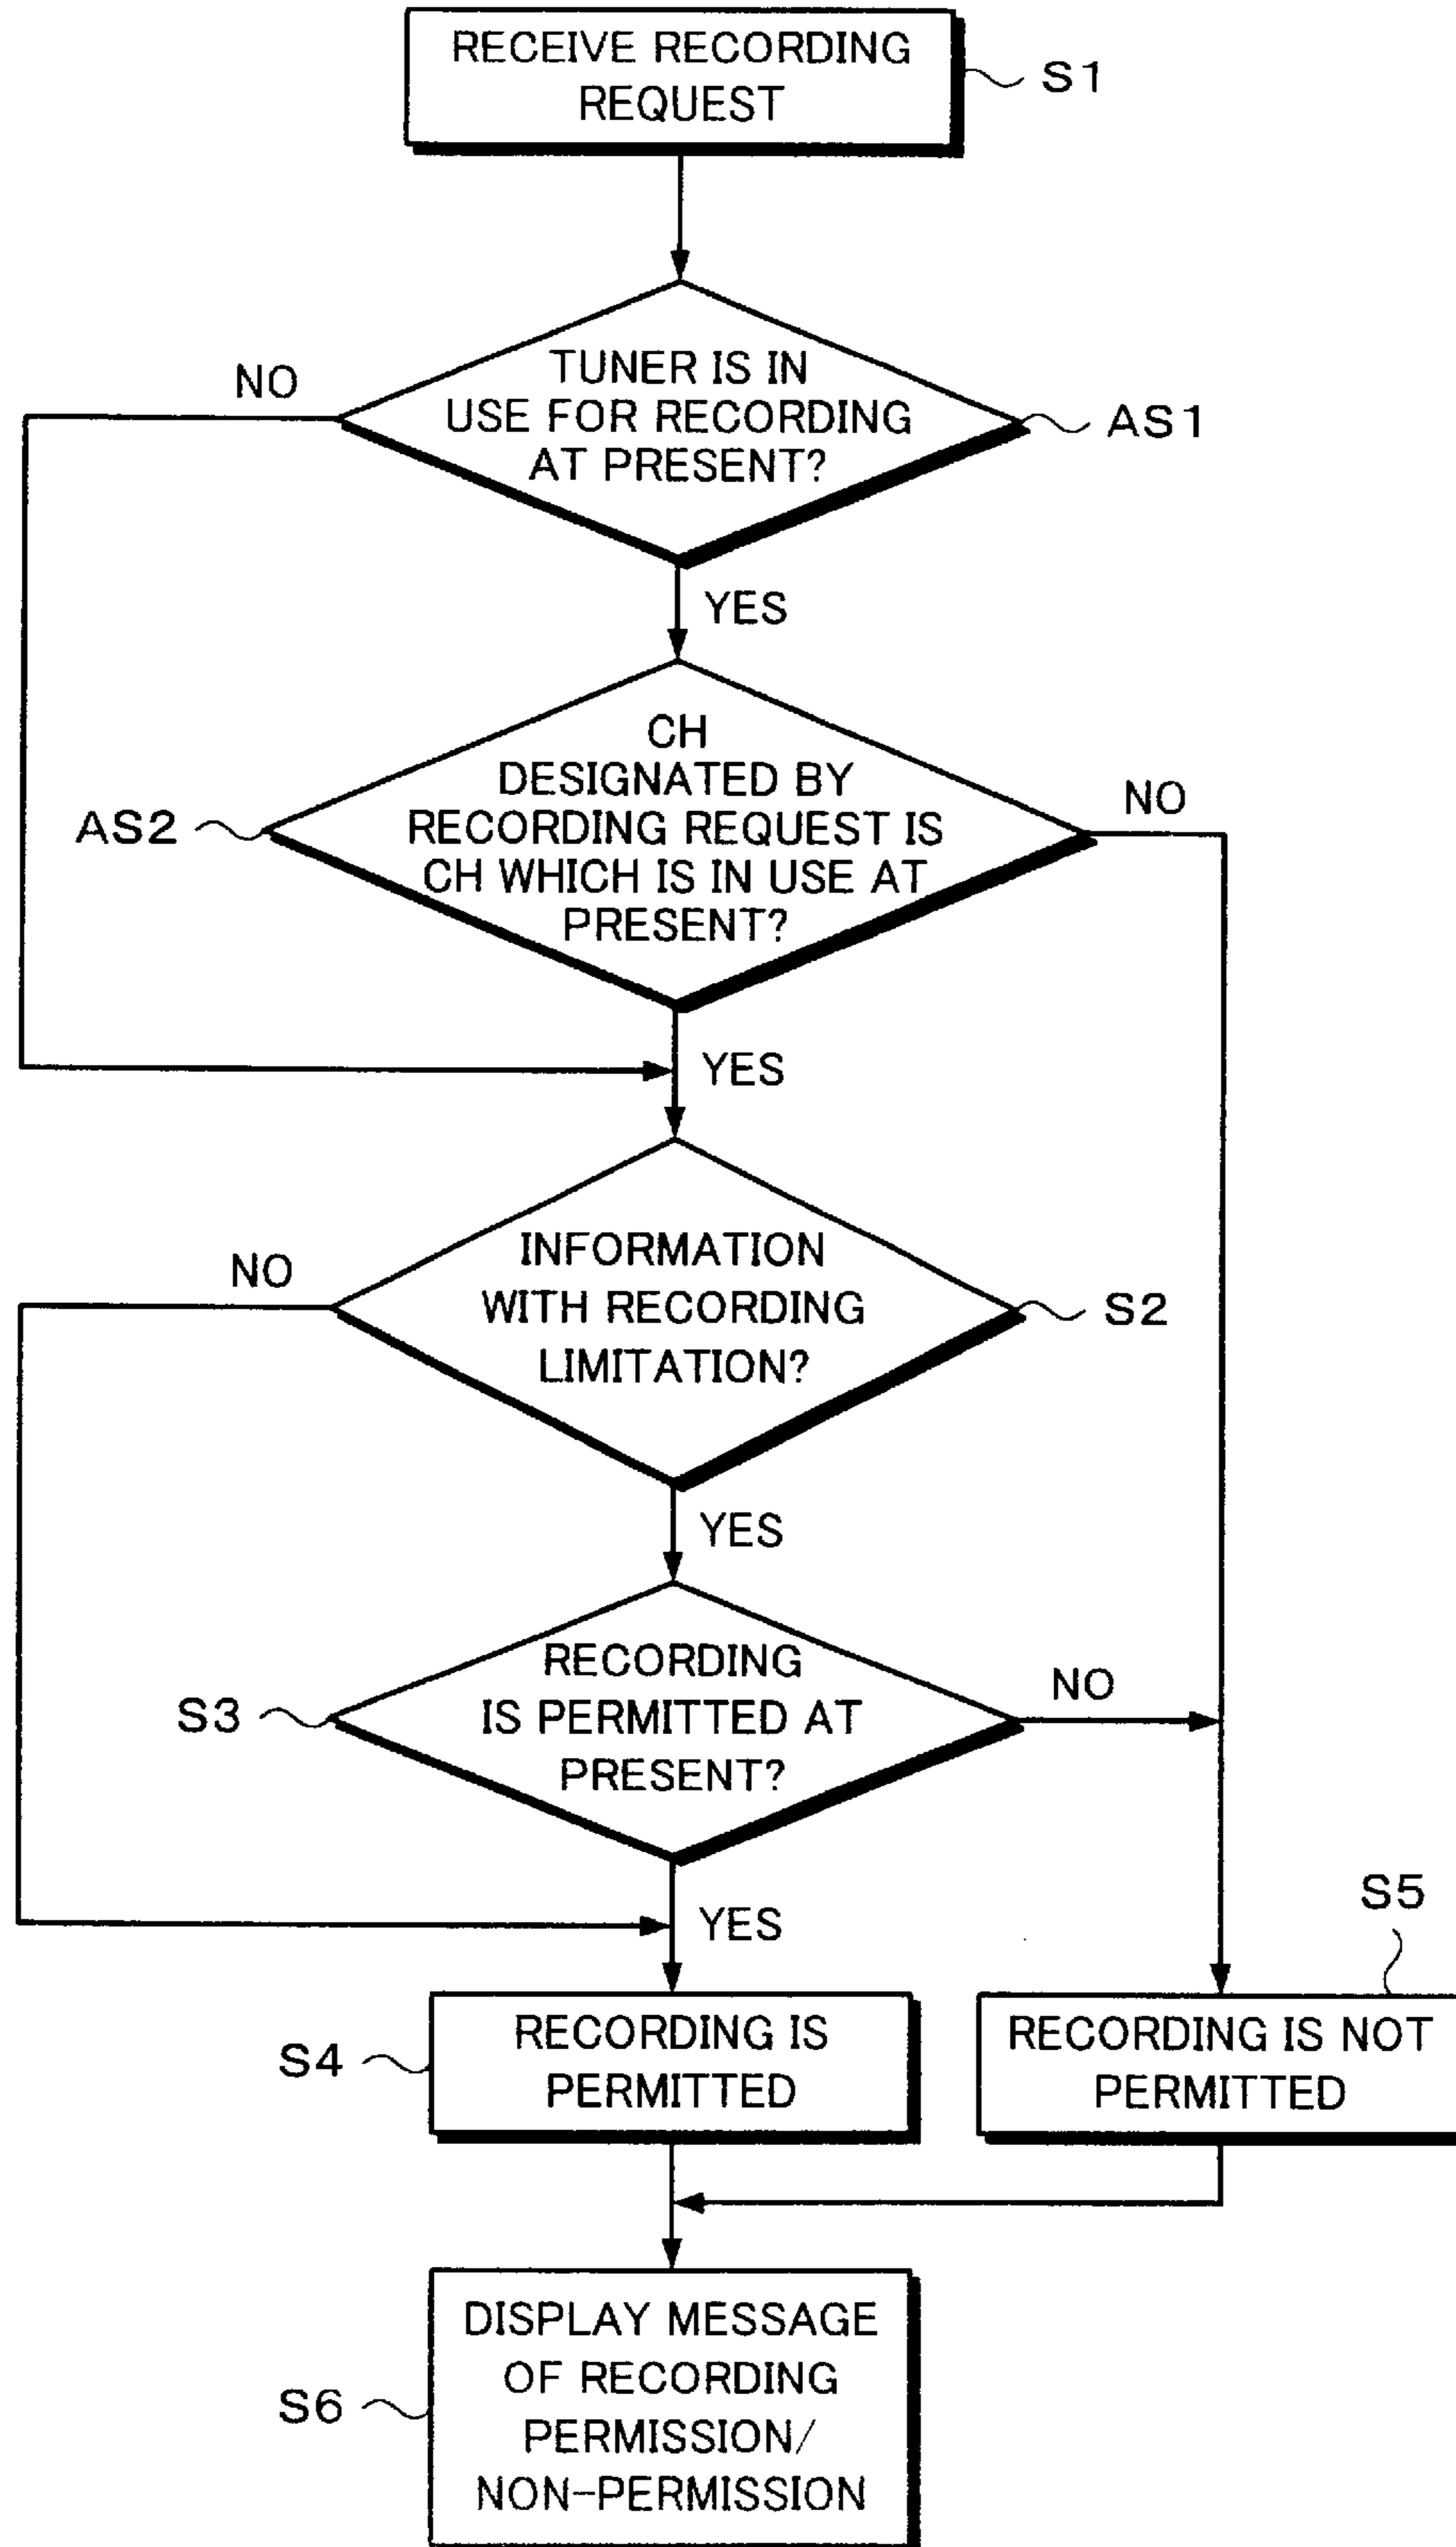 RECEIVE RECORDING
REQUEST
S1
TUNER IS IN
USE FOR RECORDING
AT PRESENT?
NO
AS1
YES
CH
DESIGNATED BY
RECORDING REQUEST IS
CH WHICH IS IN USE AT
PRESENT?
AS2
NO
YES
INFORMATION
WITH RECORDING
LIMITATION?
NO
S2
YES
RECORDING
IS PERMITTED AT
PRESENT?
S3
NO
YES
S4
RECORDING IS
PERMITTED
S5
RECORDING IS NOT
PERMITTED
S6
DISPLAY MESSAGE
OF RECORDING
PERMISSION/
NON-PERMISSION